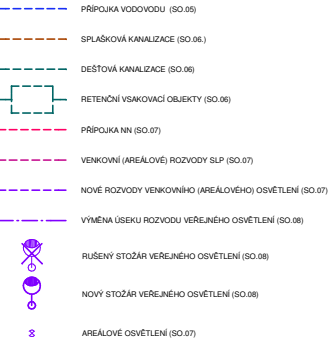 PŘÍPOJKA VODOVODU (SO.05)
SPLAŠKOVÁ KANALIZACE (SO.06.)
DEŠŤOVÁ KANALIZACE (SO.06)
RETENČNÍ VSAKOVACÍ OBJEKTY (SO.06)
PŘÍPOJKA NN (SO.07)
VENKOVNÍ (AREÁLOVÉ) ROZVODY SLP (SO.07)
NOVÉ ROZVODY VENKOVNÍHO (AREÁLOVÉHO) OSVĚTLENÍ (SO.07)
VÝMĚNA ÚSEKU ROZVODU VEŘEJNÉHO OSVĚTLENÍ (SO.08)
RUŠENÝ STOŽÁR VEŘEJNÉHO OSVĚTLENÍ (SO.08)
NOVÝ STOŽÁR VEŘEJNÉHO OSVĚTLENÍ (SO.08)
AREÁLOVÉ OSVĚTLENÍ (SO.07)